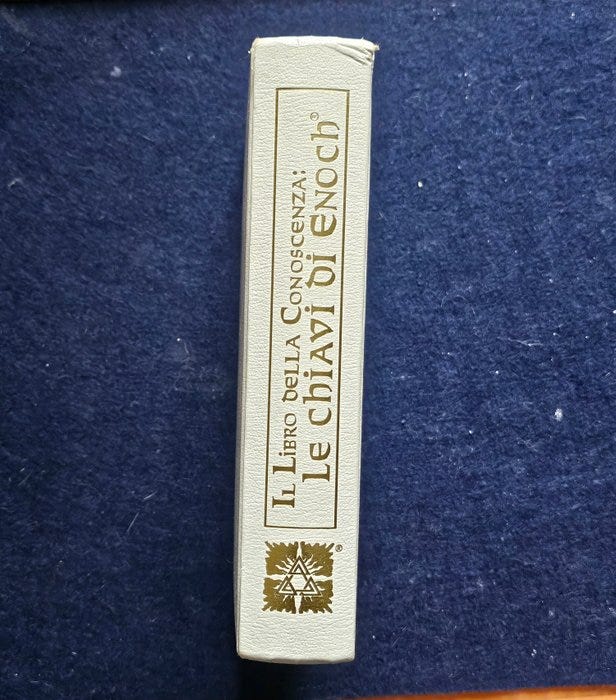 Il Libro della Conoscenza:
Le Chiavi di Enoch®
®